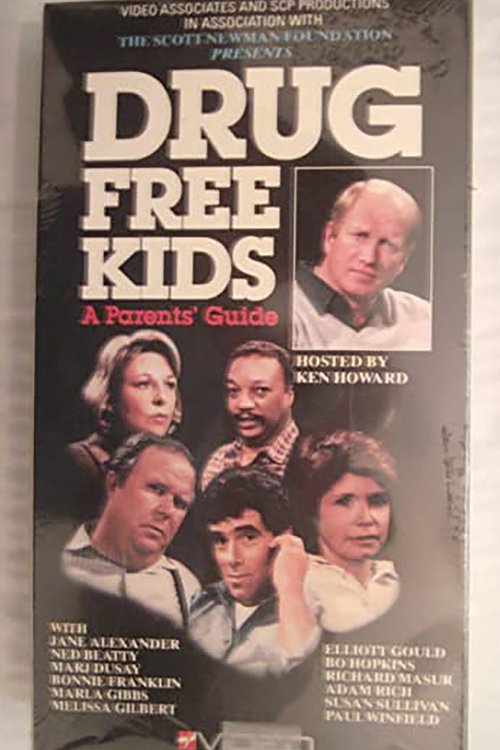 VIDEO ASSOCIATES AND SCP PRODUCTIONS
IN ASSOCIATION WITH
THE SCOTT NEWMAN FOUNDATION
PRESENTS
DRUG
FREE
KIDS
A Parents' Guide
HOSTED BY
KEN HOWARD
WITH
JANE ALEXANDER
NED BEATTY
MARJ DUSAY
BONNIE FRANKLIN
MARLA GIBBS
MELISSA GILBERT
ELLIOTT GOULD
BO HOPKINS
RICHARD MASUR
ADAM RICH
SUSAN SULLIVAN
PAUL WINFIELD
VIDEO